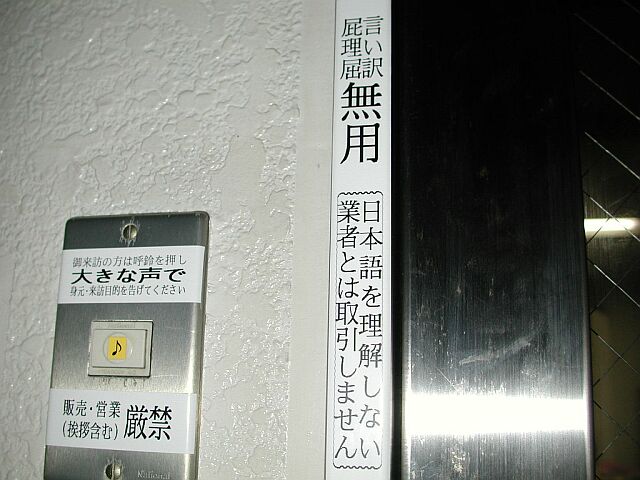 言い訳
屁理屈
無用
日本語を理解しない
業者とは取引しません
御来訪の方は呼鈴を押し
大きな声で
身元・来訪目的を告げてください
♪
販売・営業
(挨拶含む)
厳禁
National